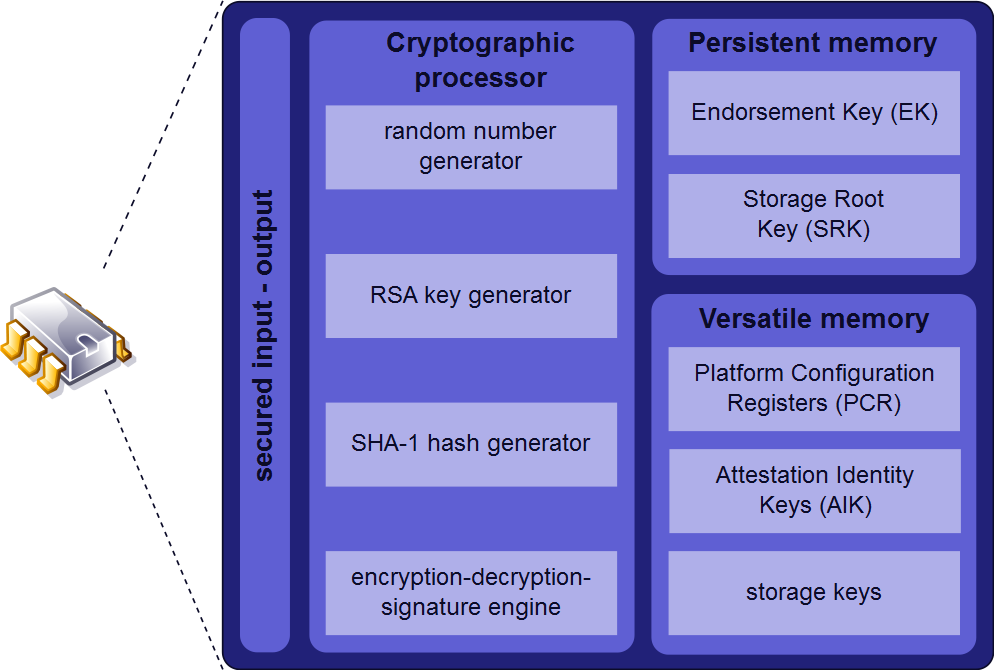 secured input - output
Cryptographic
processor
random number
generator
RSA key generator
SHA-1 hash generator
encryption-decryption-
signature engine
Persistent memory
Endorsement Key (EK)
Storage Root
Key (SRK)
Versatile memory
Platform Configuration
Registers (PCR)
Attestation Identity
Keys (AIK)
storage keys